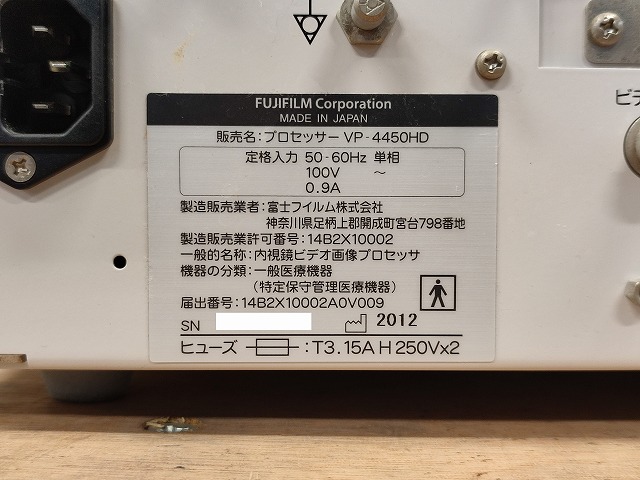 FUJIFILM Corporation
MADE IN JAPAN
販売名：プロセッサー VP-4450HD
定格入力 50-60Hz 単相
100V ～
0.9A
製造販売業者：富士フイルム株式会社
神奈川県足柄上郡開成町宮台798番地
製造販売業許可番号：14B2X10002
一般的名称：内視鏡ビデオ画像プロセッサ
機器の分類：一般医療機器
（特定保守管理医療機器）
届出番号：14B2X10002A0V009
SN 2012
ヒューズ ：T3.15A H 250Vx2
ビデ